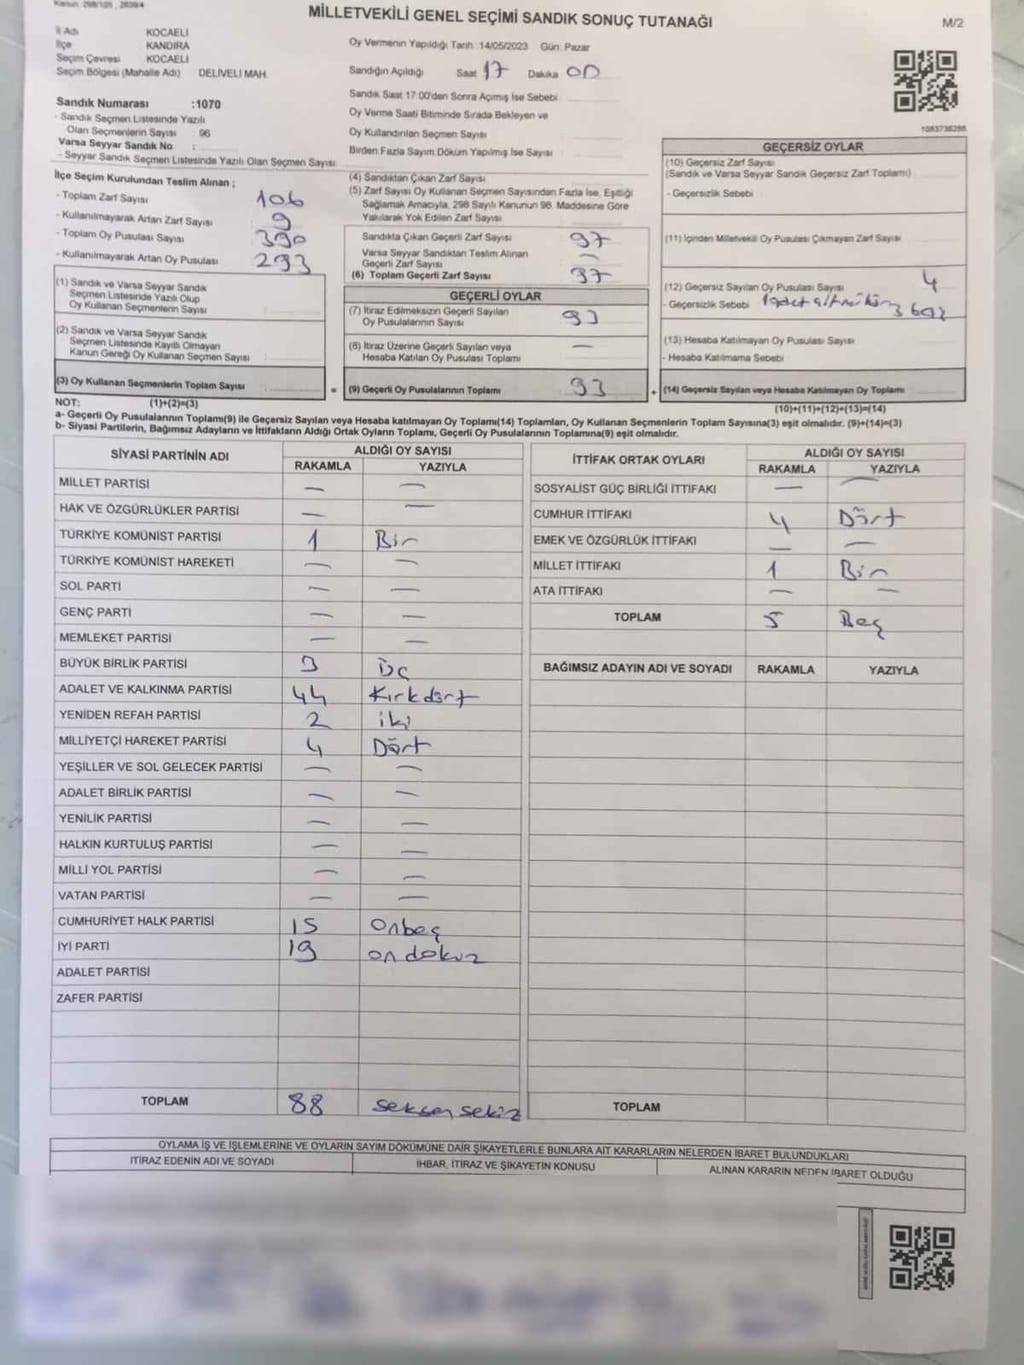 MİLLETVEKİLİ GENEL SEÇİMİ SANDIK SONUÇ TUTANAĞI
M/2
İl Adı KOCAELİ
İlçe KANDIRA
Seçim Çevresi KOCAELİ
Seçim Bölgesi (Mahalle Adı) DELİVELİ MAH.
Sandık Numarası :1070
- Sandık Seçmen Listesinde Yazılı
Olan Seçmenlerin Sayısı : 96
Varsa Seyyar Sandık No :
- Seyyar Sandık Seçmen Listesinde Yazılı Olan Seçmen Sayısı:
Oy Vermenin Yapıldığı Tarih :14/05/2023 Gün: Pazar
Sandığın Açıldığı Saat 17 Dakika 00
Sandık Saat 17:00'den Sonra Açımış İse Sebebi
Oy Verme Saati Bitiminde Sırada Bekleyen ve
Oy Kullandırılan Seçmen Sayısı
Birden Fazla Sayım Döküm Yapılmış İse Sayısı
1083736286
İlçe Seçim Kurulundan Teslim Alınan ;
- Toplam Zarf Sayısı 106
- Kullanılmayarak Artan Zarf Sayısı 9
- Toplam Oy Pusulası Sayısı 390
- Kullanılmayarak Artan Oy Pusulası 293
(1) Sandık ve Varsa Seyyar Sandık
Seçmen Listesinde Yazılı Olup
Oy Kullanan Seçmenlerin Sayısı
(2) Sandık ve Varsa Seyyar Sandık
Seçmen Listesinde Kayıtlı Olmayan
Kanun Gereği Oy Kullanan Seçmen Sayısı
(3) Oy Kullanan Seçmenlerin Toplam Sayısı =
(4) Sandıktan Çıkan Zarf Sayısı
(5) Zarf Sayısı Oy Kullanan Seçmen Sayısından Fazla İse, Eşitliği
Sağlamak Amacıyla, 298 Sayılı Kanunun 98. Maddesine Göre
Yakılarak Yok Edilen Zarf Sayısı
Sandıkta Çıkan Geçerli Zarf Sayısı 97
Varsa Seyyar Sandıktan Teslim Alınan
Geçerli Zarf Sayısı —
(6) Toplam Geçerli Zarf Sayısı 97
GEÇERLİ OYLAR
(7) İtiraz Edilmeksizin Geçerli Sayılan
Oy Pusulalarının Sayısı 93
(8) İtiraz Üzerine Geçerli Sayılan veya
Hesaba Katılan Oy Pusulası Toplamı —
(9) Geçerli Oy Pusulalarının Toplamı 93 +
GEÇERSİZ OYLAR
(10) Geçersiz Zarf Sayısı
(Sandık ve Varsa Seyyar Sandık Geçersiz Zarf Toplamı)
- Geçersizlik Sebebi
(11) İçinden Milletvekili Oy Pusulası Çıkmayan Zarf Sayısı
(12) Geçersiz Sayılan Oy Pusulası Sayısı 4
- Geçersizlik Sebebi
(13) Hesaba Katılmayan Oy Pusulası Sayısı
- Hesaba Katılmama Sebebi
(14) Geçersiz Sayılan veya Hesaba Katılmayan Oy Toplamı
NOT: (1)+(2)=(3)
(10)+(11)+(12)+(13)=(14)
a- Geçerli Oy Pusulalarının Toplamı(9) ile Geçersiz Sayılan veya Hesaba katılmayan Oy Toplamı(14) Toplamları, Oy Kullanan Seçmenlerin Toplam Sayısına(3) eşit olmalıdır. (9)+(14)=(3)
b- Siyasi Partilerin, Bağımsız Adayların ve İttifakların Aldığı Ortak Oyların Toplamı, Geçerli Oy Pusulalarının Toplamına(9) eşit olmalıdır.
SİYASİ PARTİNİN ADI ALDIĞI OY SAYISI
RAKAMLA YAZIYLA
MİLLET PARTİSİ — —
HAK VE ÖZGÜRLÜKLER PARTİSİ — —
TÜRKİYE KOMÜNİST PARTİSİ 1 Bir
TÜRKİYE KOMÜNİST HAREKETİ — —
SOL PARTİ — —
GENÇ PARTİ — —
MEMLEKET PARTİSİ — —
BÜYÜK BİRLİK PARTİSİ 3 Üç
ADALET VE KALKINMA PARTİSİ 44 Kırkdört
YENİDEN REFAH PARTİSİ 2 iki
MİLLİYETÇİ HAREKET PARTİSİ 4 Dört
YEŞİLLER VE SOL GELECEK PARTİSİ — —
ADALET BİRLİK PARTİSİ — —
YENİLİK PARTİSİ — —
HALKIN KURTULUŞ PARTİSİ — —
MİLLİ YOL PARTİSİ — —
VATAN PARTİSİ — —
CUMHURİYET HALK PARTİSİ 15 onbeş
İYİ PARTİ 19 on dokuz
ADALET PARTİSİ
ZAFER PARTİSİ
TOPLAM 88 seksen sekiz
İTTİFAK ORTAK OYLARI ALDIĞI OY SAYISI
RAKAMLA YAZIYLA
SOSYALİST GÜÇ BİRLİĞİ İTTİFAKI — —
CUMHUR İTTİFAKI 4 Dört
EMEK VE ÖZGÜRLÜK İTTİFAKI — —
MİLLET İTTİFAKI 1 Bir
ATA İTTİFAKI — —
TOPLAM 5 Beş
BAĞIMSIZ ADAYIN ADI VE SOYADI RAKAMLA YAZIYLA
TOPLAM
OYLAMA İŞ VE İŞLEMLERİNE VE OYLARIN SAYIM DÖKÜMÜNE DAİR ŞİKAYETLERLE BUNLARA AİT KARARLARIN NELERDEN İBARET BULUNDUKLARI
İTİRAZ EDENİN ADI VE SOYADI İHBAR, İTİRAZ VE ŞİKAYETİN KONUSU ALINAN KARARIN NEDEN İBARET OLDUĞU